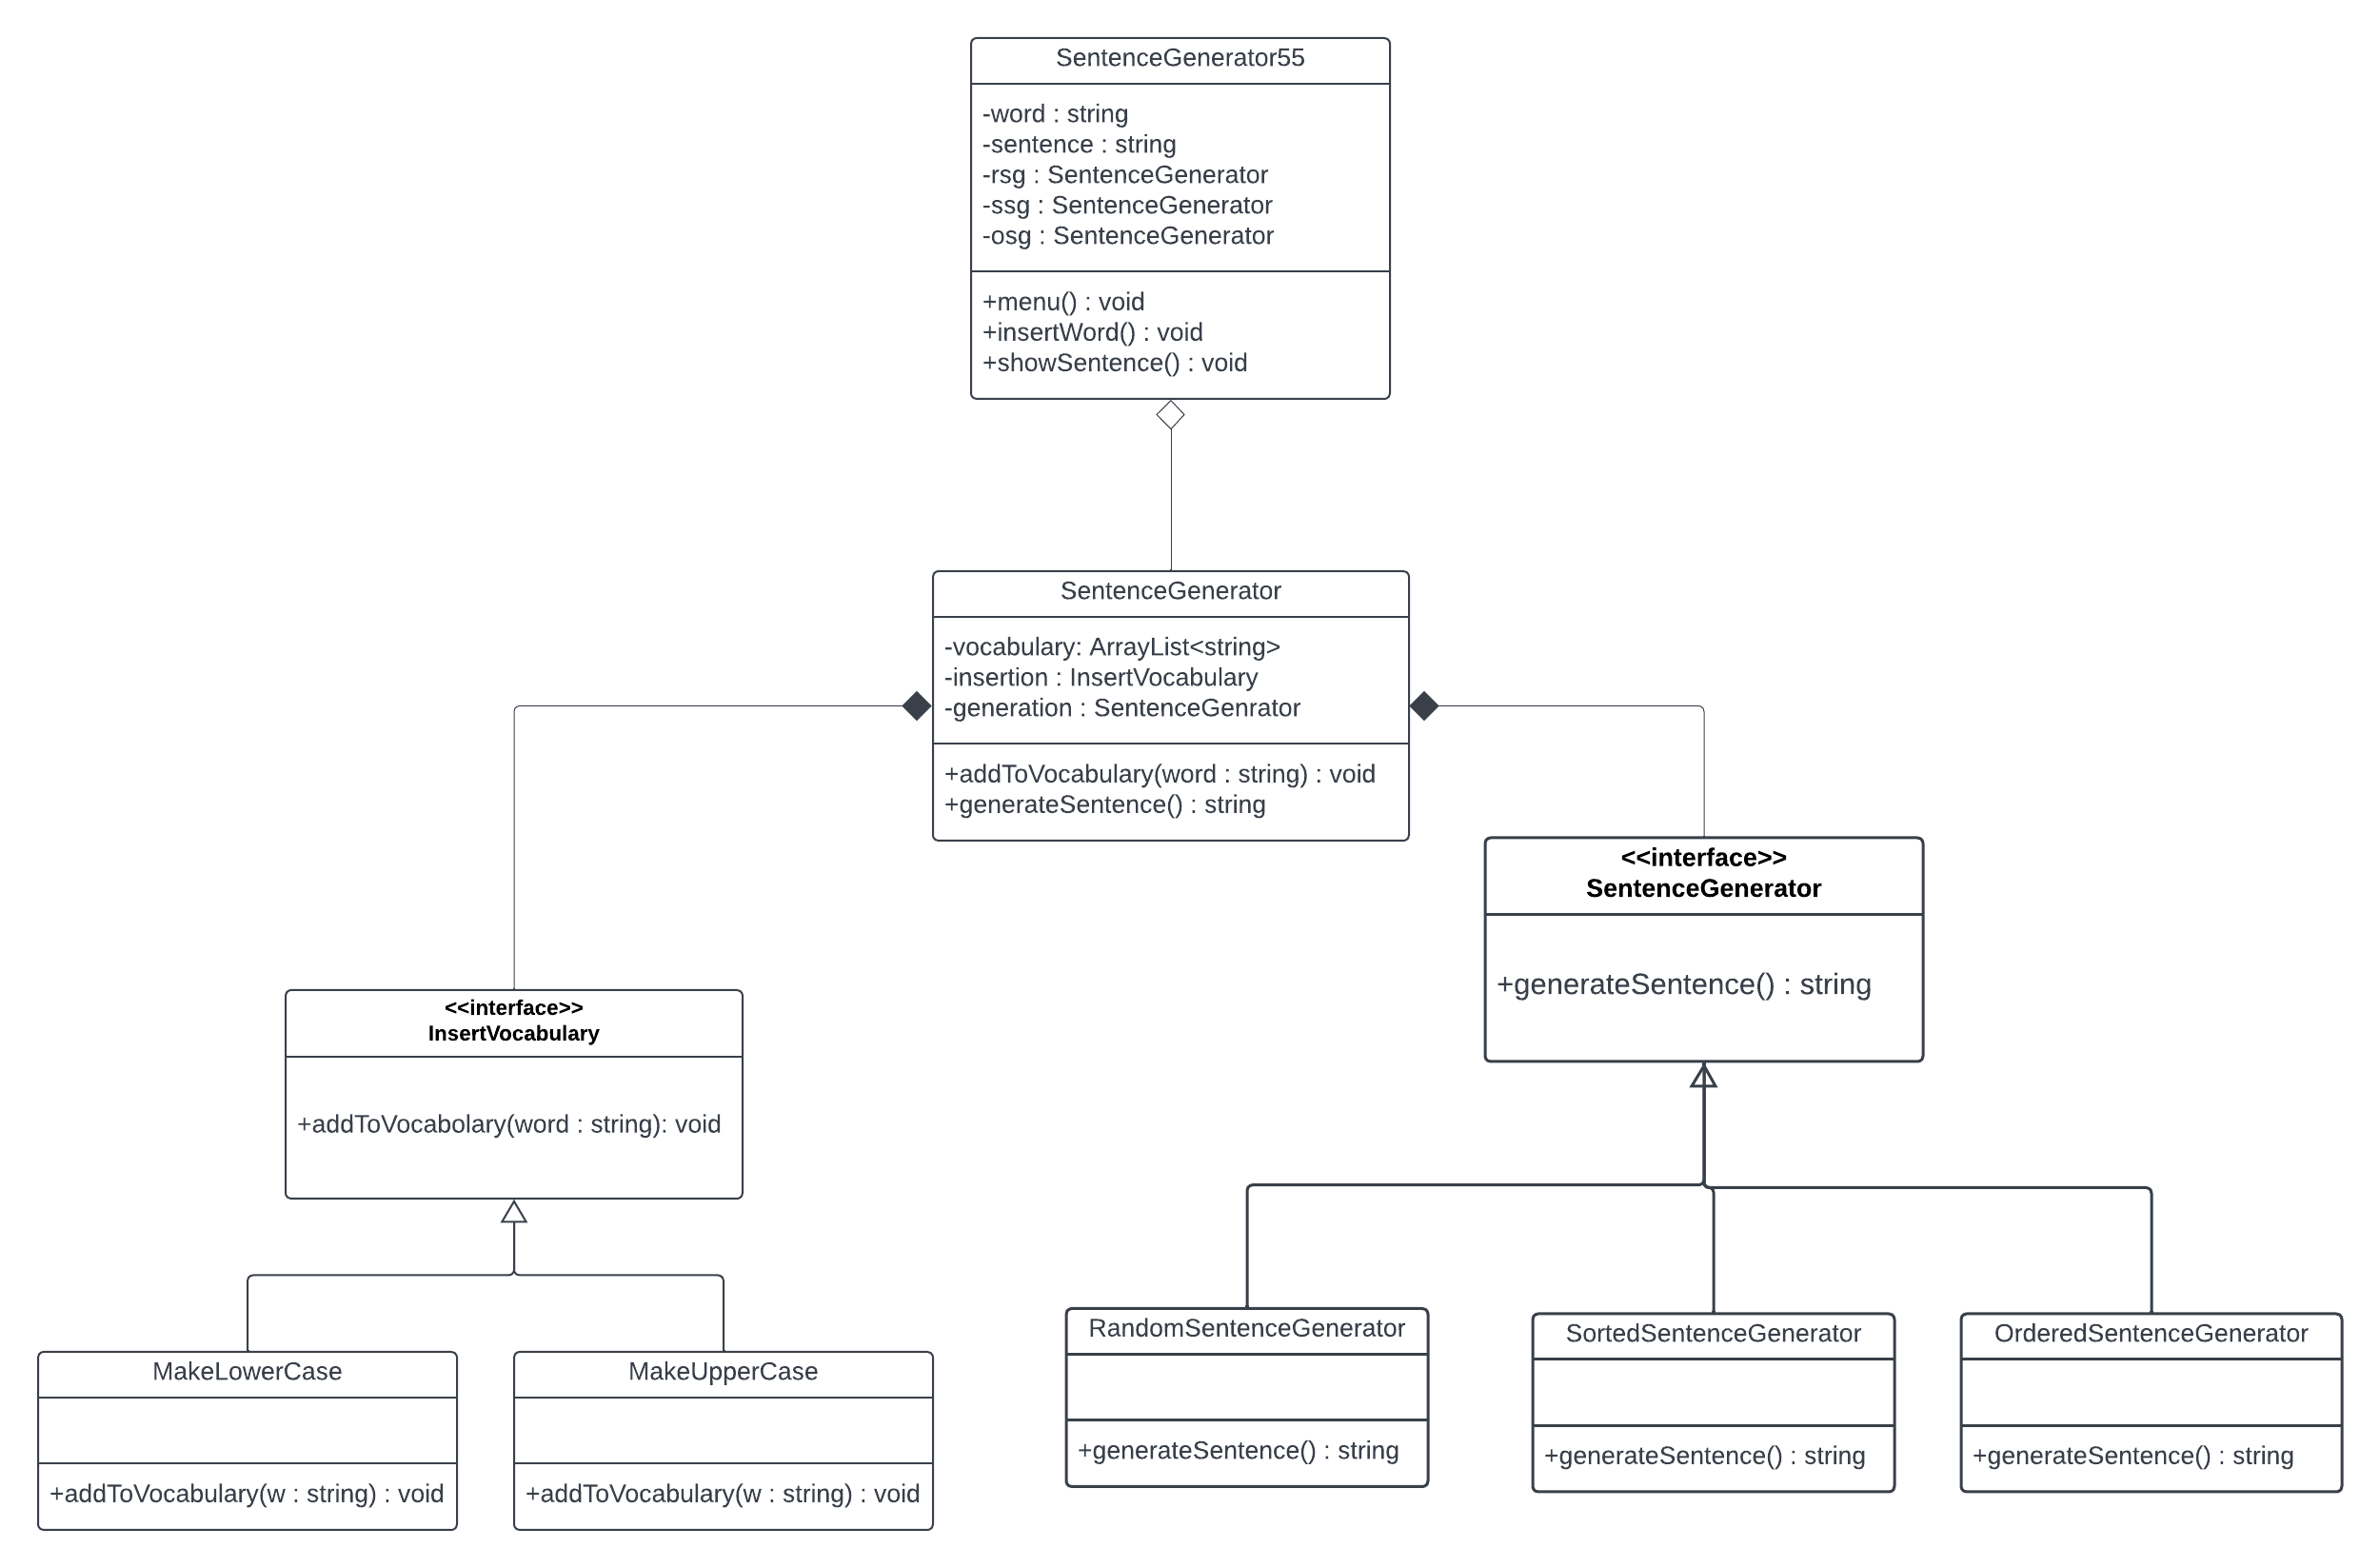 SentenceGenerator55
-word : string
-sentence : string
-rsg : SentenceGenerator
-ssg : SentenceGenerator
-osg : SentenceGenerator
+menu() : void
+insertWord() : void
+showSentence() : void
SentenceGenerator
-vocabulary: ArrayList<string>
-insertion : InsertVocabulary
-generation : SentenceGenrator
+addToVocabulary(word : string) : void
+generateSentence() : string
<<interface>>
SentenceGenerator
+generateSentence() : string
<<interface>>
InsertVocabulary
+addToVocabolary(word : string): void
MakeLowerCase
+addToVocabulary(w : string) : void
MakeUpperCase
+addToVocabulary(w : string) : void
RandomSentenceGenerator
+generateSentence() : string
SortedSentenceGenerator
+generateSentence() : string
OrderedSentenceGenerator
+generateSentence() : string